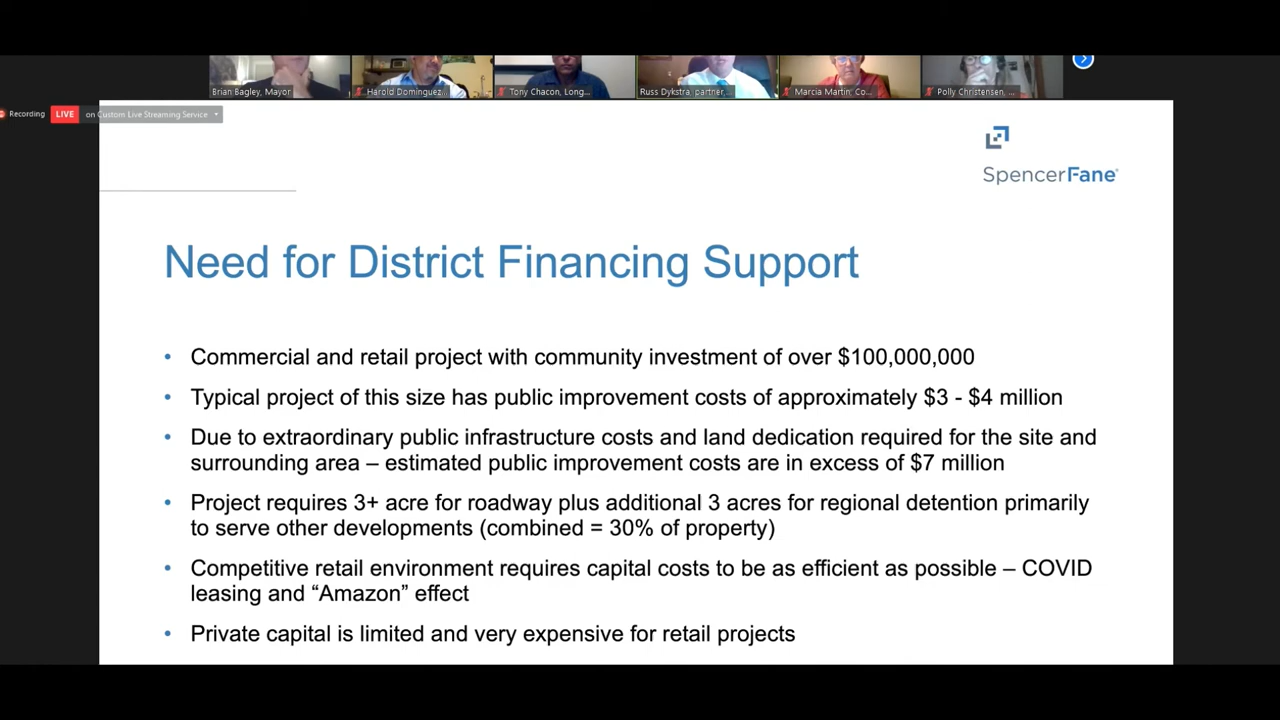 Brian Bagley, Mayor
Harold Dominguez...
Tony Chacon, Long...
Russ Dykstra, partner,...
Marcia Martin, Co...
Polly Christensen, ...
Recording
LIVE
on Custom Live Streaming Service
SpencerFane
Need for District Financing Support
• Commercial and retail project with community investment of over $100,000,000
• Typical project of this size has public improvement costs of approximately $3 - $4 million
• Due to extraordinary public infrastructure costs and land dedication required for the site and
surrounding area – estimated public improvement costs are in excess of $7 million
• Project requires 3+ acre for roadway plus additional 3 acres for regional detention primarily
to serve other developments (combined = 30% of property)
• Competitive retail environment requires capital costs to be as efficient as possible – COVID
leasing and “Amazon” effect
• Private capital is limited and very expensive for retail projects